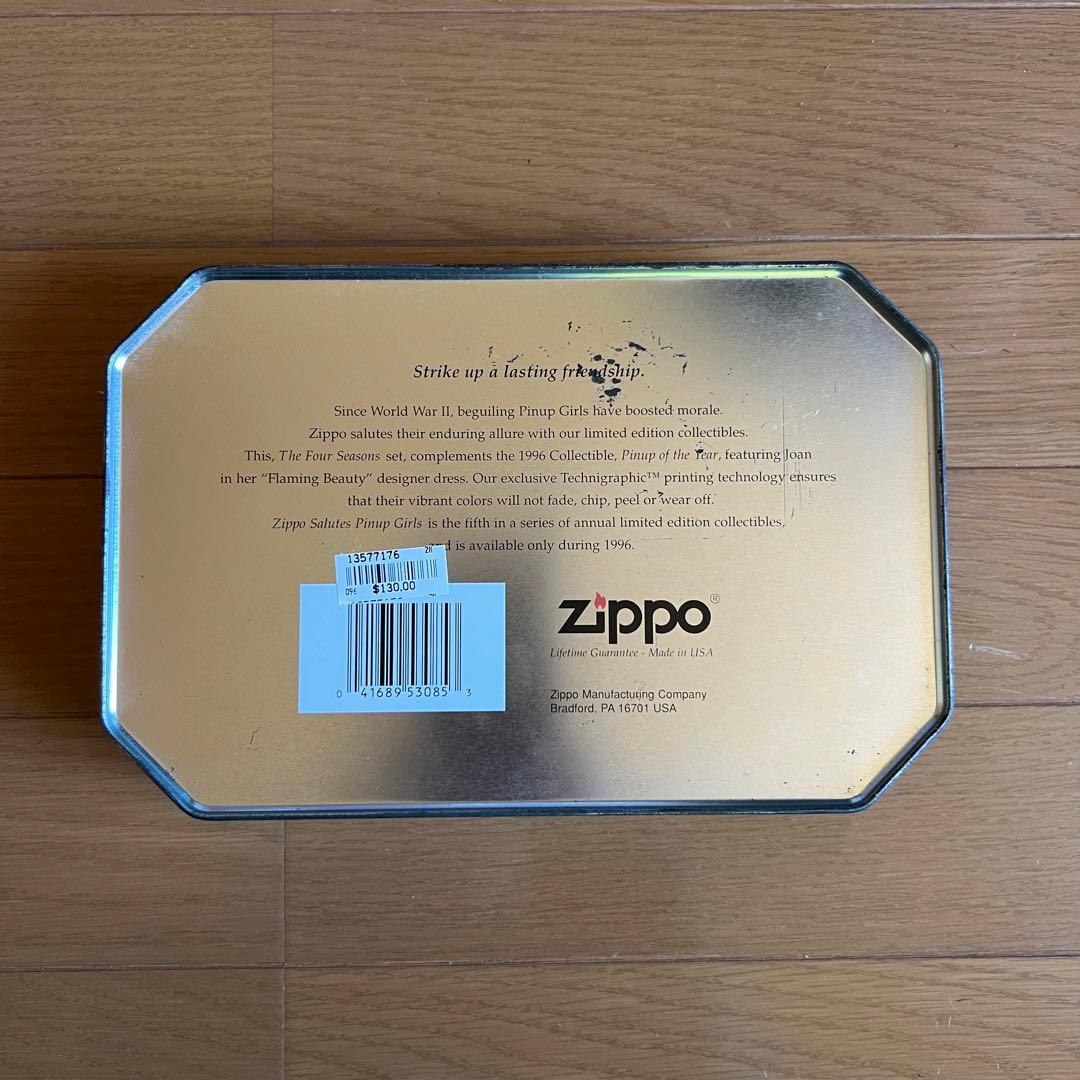 Strike up a lasting friendship.
Since World War II, beguiling Pinup Girls have boosted morale.
Zippo salutes their enduring allure with our limited edition collectibles.
This, The Four Seasons set, complements the 1996 Collectible, Pinup of the Year, featuring Joan
in her “Flaming Beauty” designer dress. Our exclusive Technigraphic™ printing technology ensures
that their vibrant colors will not fade, chip, peel or wear off.
Zippo Salutes Pinup Girls is the fifth in a series of annual limited edition collectibles,
and is available only during 1996.
13577176 2R
096 $130.00
0 41689 53085 3
zippo®
Lifetime Guarantee - Made in USA
Zippo Manufacturing Company
Bradford, PA 16701 USA